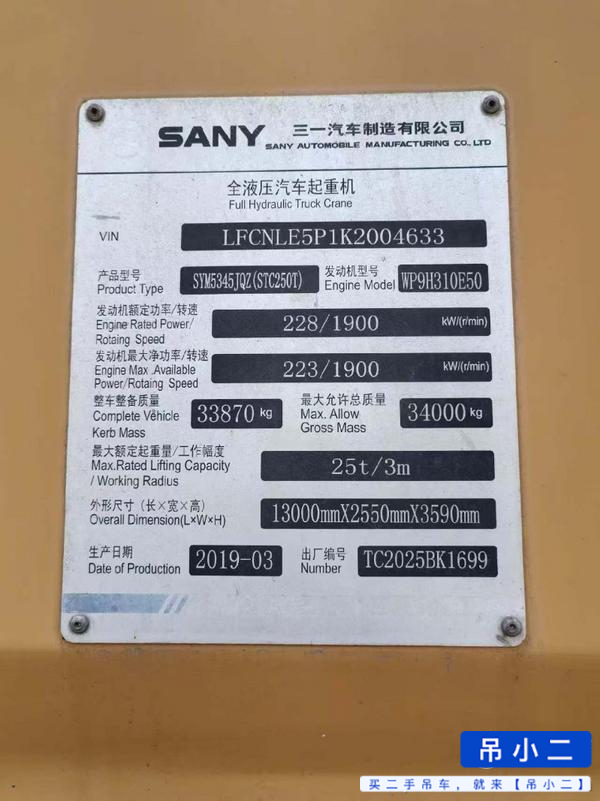 SANY 三一汽车制造有限公司
SANY AUTOMOBILE MANUFACTURING CO., LTD
全液压汽车起重机
Full Hydraulic Truck Crane
VIN LFCNLE5P1K2004633
产品型号 SYM5345JQZ(STC250T) 发动机型号 WP9H310E50
Product Type Engine Model
发动机额定功率/转速
Engine Rated Power/ 228/1900 kW/(r/min)
Rotaing Speed
发动机最大净功率/转速
Engine Max .Available 223/1900 kW/(r/min)
Power/Rotaing Speed
整车整备质量 最大允许总质量
Complete Vehicle 33870 kg Max. Allow 34000 kg
Kerb Mass Gross Mass
最大额定起重量/工作幅度
Max.Rated Lifting Capacity 25t/3m
/ Working Radius
外形尺寸（长×宽×高） 13000mmX2550mmX3590mm
Overall Dimension(L×W×H)
生产日期 2019-03 出厂编号 TC2025BK1699
Date of Production Number
吊小二
买二手吊车，就来【吊小二】